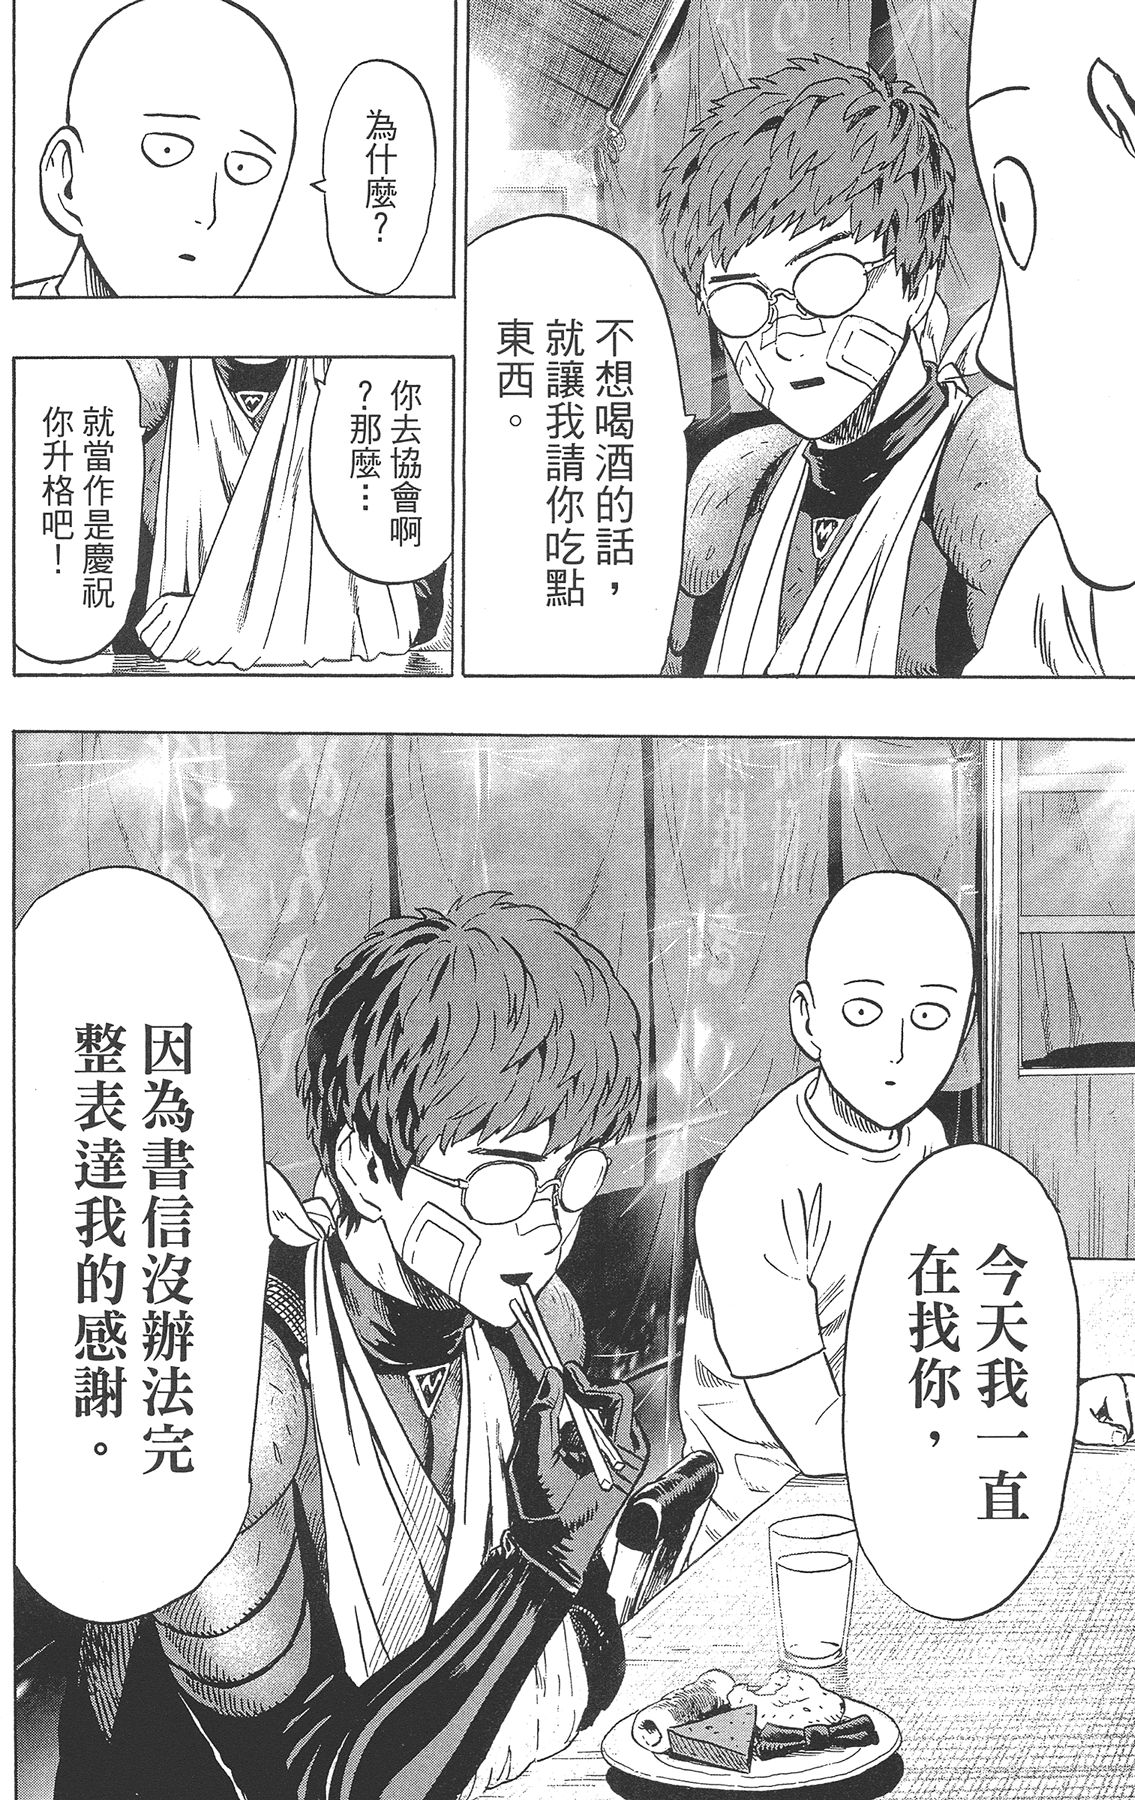 不想喝酒的話，
就讓我請你吃點
東西。
為什麼？
你去協會啊
？那麼…
就當作是慶祝
你升格吧！
今天我一直
在找你，
因為書信沒辦法完
整表達我的感謝。